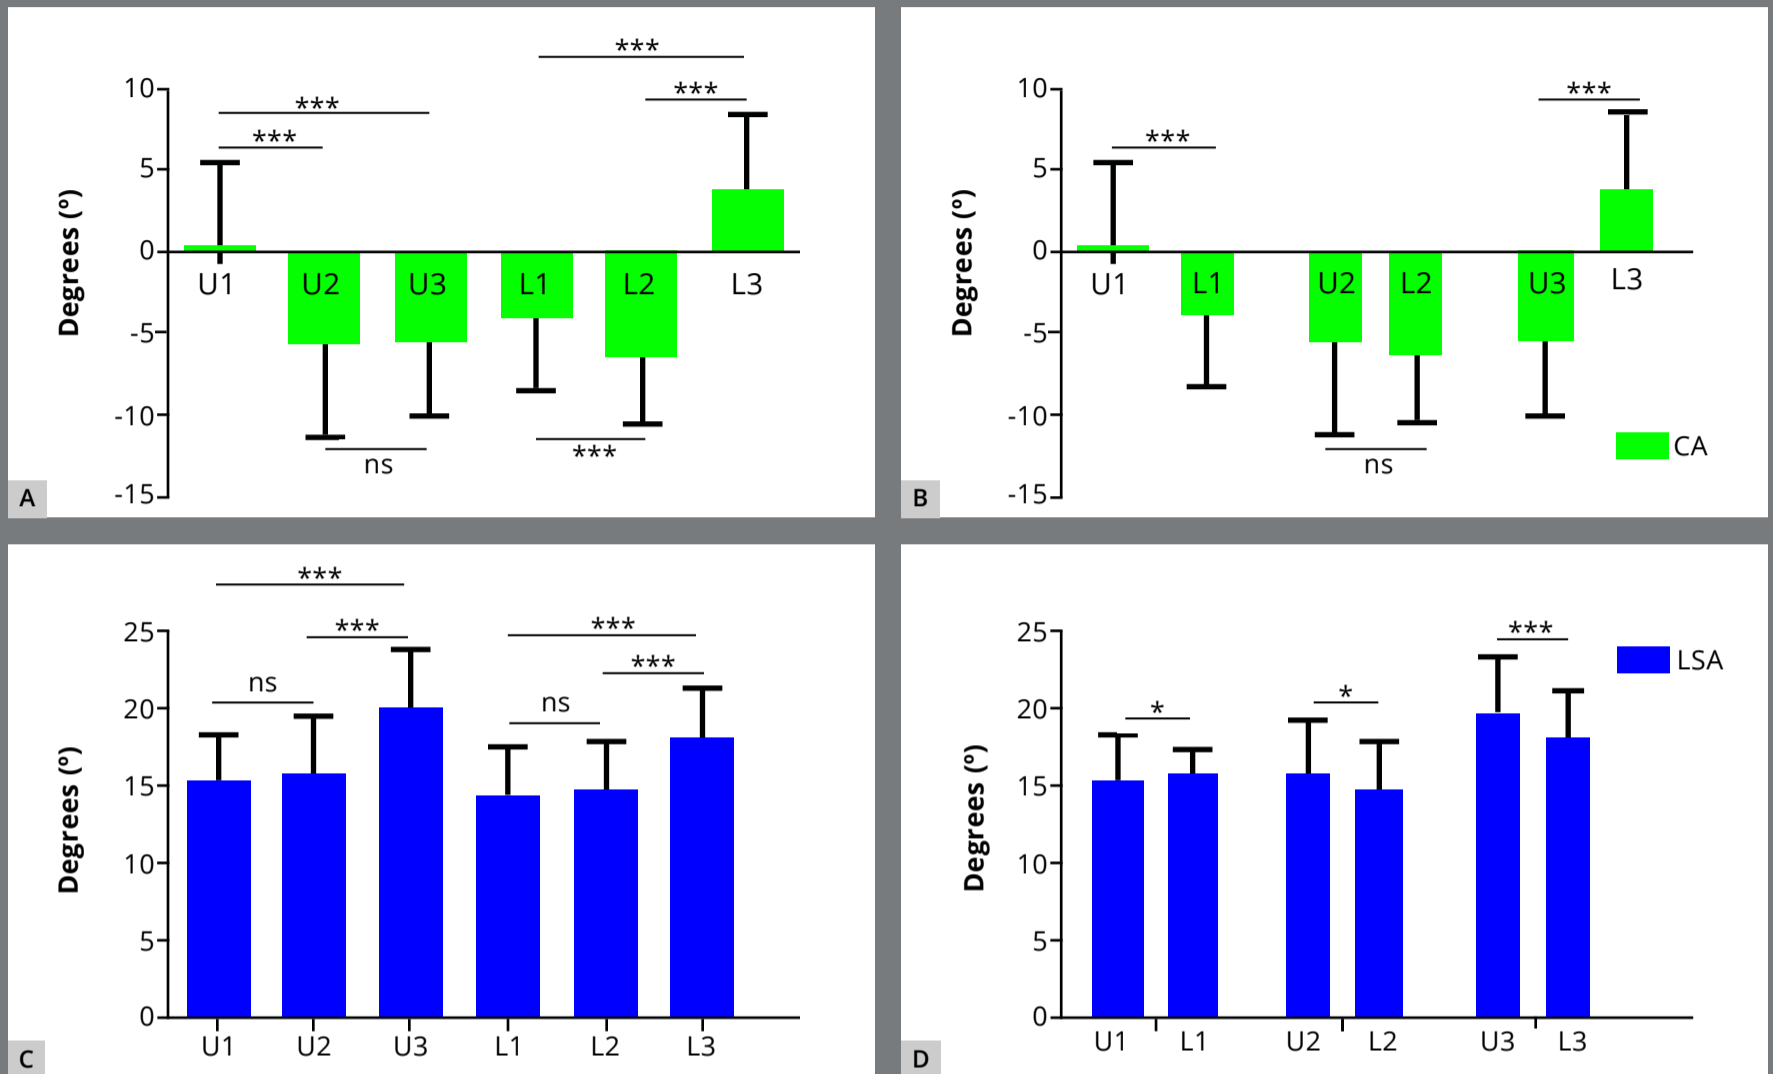 ***
***
10
***
***
5
0
U1 U2 U3 L1 L2 L3
-5
-10
ns
***
-15
Degrees (º)
A
***
10
***
5
0
U1 L1 U2 L2 U3 L3
-5
-10
ns
-15
Degrees (º)
CA
B
***
***
***
25
***
ns
ns
20
15
10
5
0
Degrees (º)
U1 U2 U3 L1 L2 L3
C
***
25
LSA
*
*
20
15
10
5
0
Degrees (º)
U1 L1 U2 L2 U3 L3
D